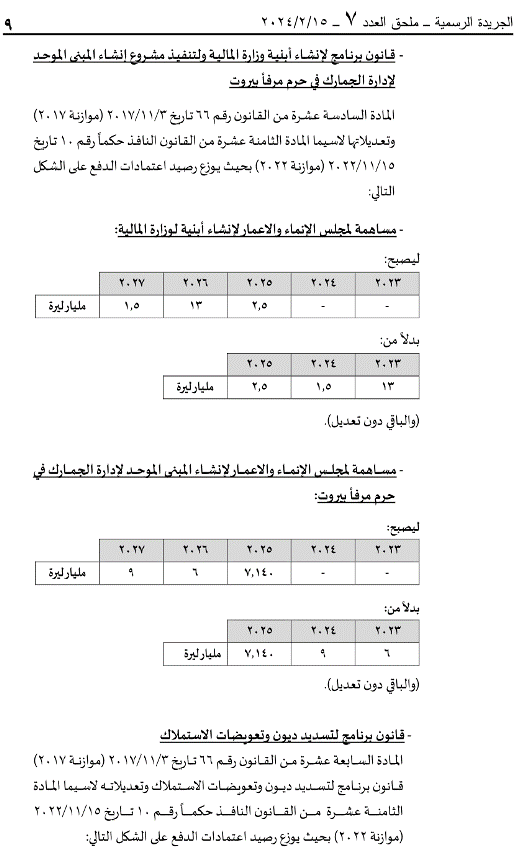 الجريدة الرسمية – ملحق العدد ٧ – ٢٠٢٤/٢/١٥ ٩
- قانون برنامج لإنشاء أبنية وزارة المالية ولتنفيذ مشروع إنشاء المبنى الموحد
لإدارة الجمارك في حرم مرفأ بيروت
المادة السادسة عشرة من القانون رقم ٦٦ تاريخ ٢٠١٧/١١/٣ (موازنة ٢٠١٧)
وتعديلاتها لاسيما المادة الثامنة عشرة من القانون النافذ حكماً رقم ١٠ تاريخ
٢٠٢٢/١١/١٥ (موازنة ٢٠٢٢) بحيث يوزع رصيد اعتمادات الدفع على الشكل
التالي:
- مساهمة لمجلس الإنماء والاعمار لإنشاء أبنية لوزارة المالية:
ليصبح:
٢٠٢٣ ٢٠٢٤ ٢٠٢٥ ٢٠٢٦ ٢٠٢٧
- - ٢,٥ ١٣ ١,٥ مليار ليرة
بدلاً من:
٢٠٢٣ ٢٠٢٤ ٢٠٢٥
١٣ ١,٥ ٢,٥ مليار ليرة
(والباقي دون تعديل).
- مساهمة لمجلس الإنماء والاعمار لإنشاء المبنى الموحد لإدارة الجمارك في
حرم مرفأ بيروت:
ليصبح:
٢٠٢٣ ٢٠٢٤ ٢٠٢٥ ٢٠٢٦ ٢٠٢٧
- - ٧,١٤٠ ٦ ٩ مليار ليرة
بدلاً من:
٢٠٢٣ ٢٠٢٤ ٢٠٢٥
٦ ٩ ٧,١٤٠ مليار ليرة
(والباقي دون تعديل).
- قانون برنامج لتسديد ديون وتعويضات الاستملاك
المادة السابعة عشرة من القانون رقم ٦٦ تاريخ ٢٠١٧/١١/٣ (موازنة ٢٠١٧)
قانون برنامج لتسديد ديون وتعويضات الاستملاك وتعديلاته لاسيما المادة
الثامنة عشرة من القانون النافذ حكماً رقم ١٠ تاريخ ٢٠٢٢/١١/١٥
(موازنة ٢٠٢٢) بحيث يوزع رصيد اعتمادات الدفع على الشكل التالي: